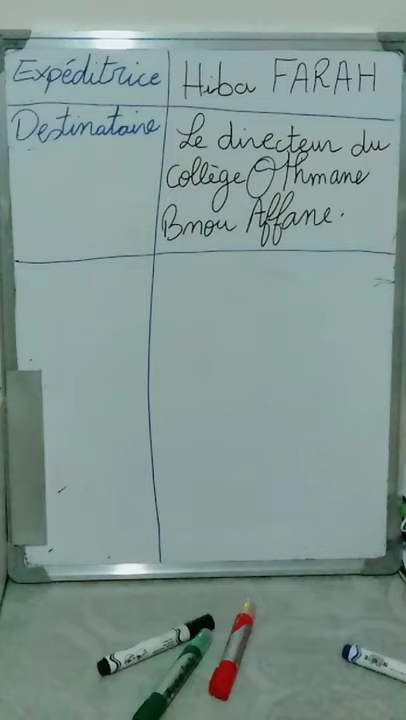 Expéditrice Hiba FARAH
Destinataire Le directeur du
collège Othmane
Bnou Affane.